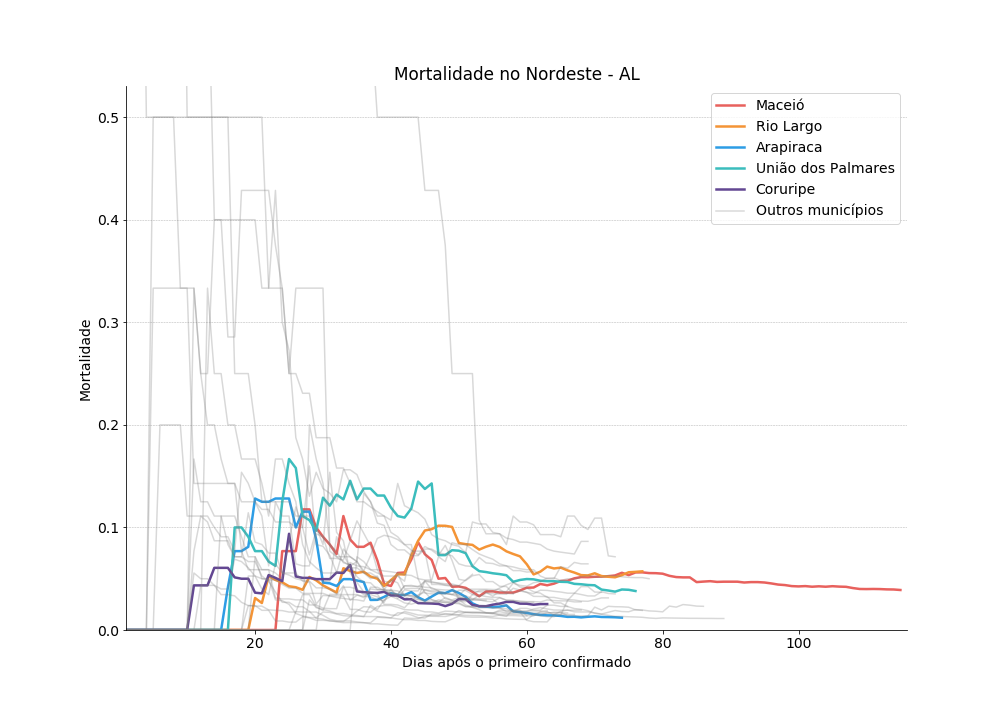 Mortalidade no Nordeste - AL
Maceió
Rio Largo
Arapiraca
União dos Palmares
Coruripe
Outros municípios
Mortalidade
0.5
0.4
0.3
0.2
0.1
0.0
20 40 60 80 100
Dias após o primeiro confirmado